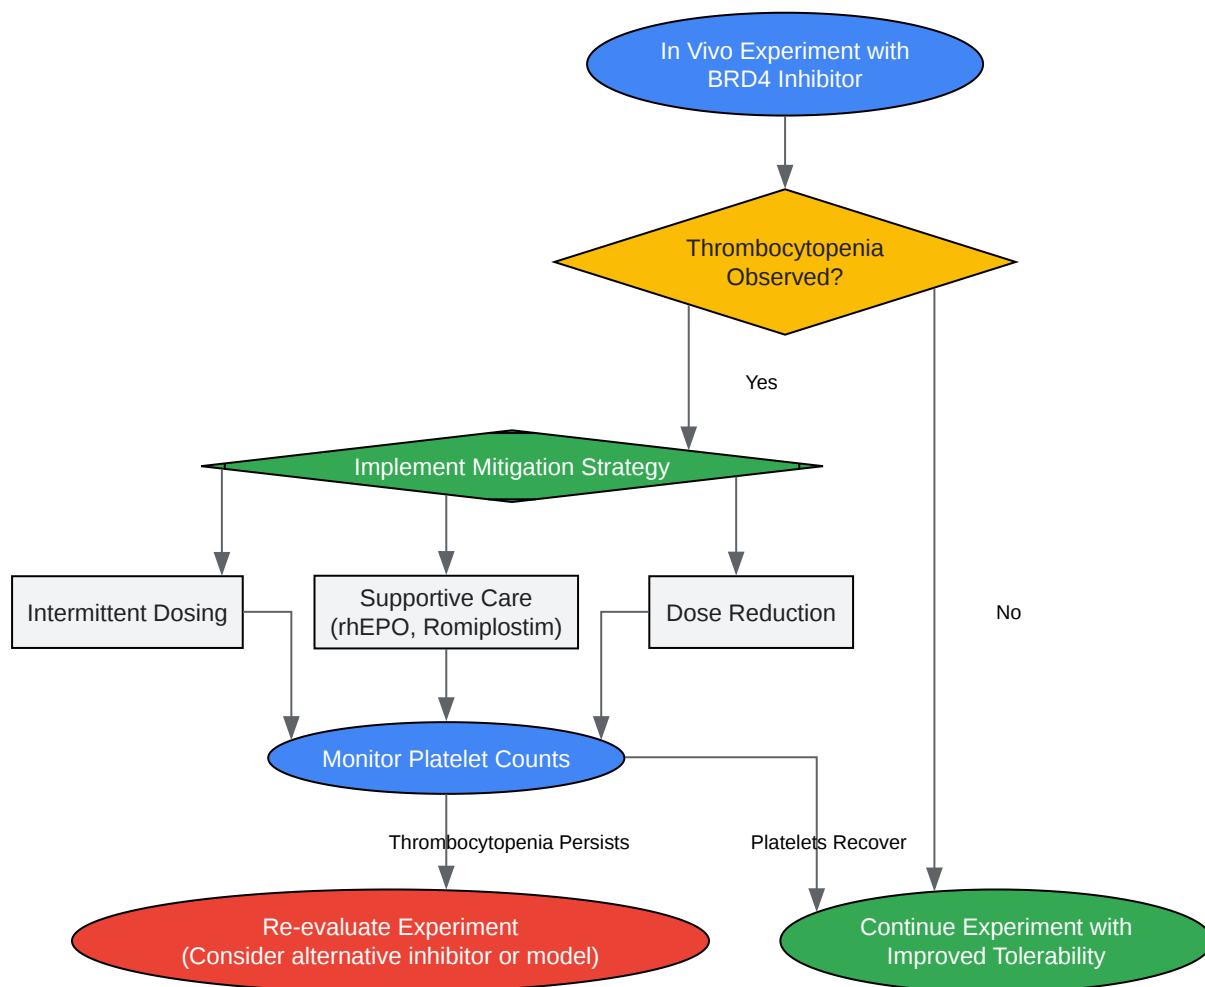 In Vivo Experiment with
BRD4 Inhibitor
Thrombocytopenia
Observed?
Yes
Implement Mitigation Strategy
Intermittent Dosing
Supportive Care
(rhEPO, Romiplostim)
Dose Reduction
No
Monitor Platelet Counts
Thrombocytopenia Persists
Platelets Recover
Re-evaluate Experiment
(Consider alternative inhibitor or model)
Continue Experiment with
Improved Tolerability